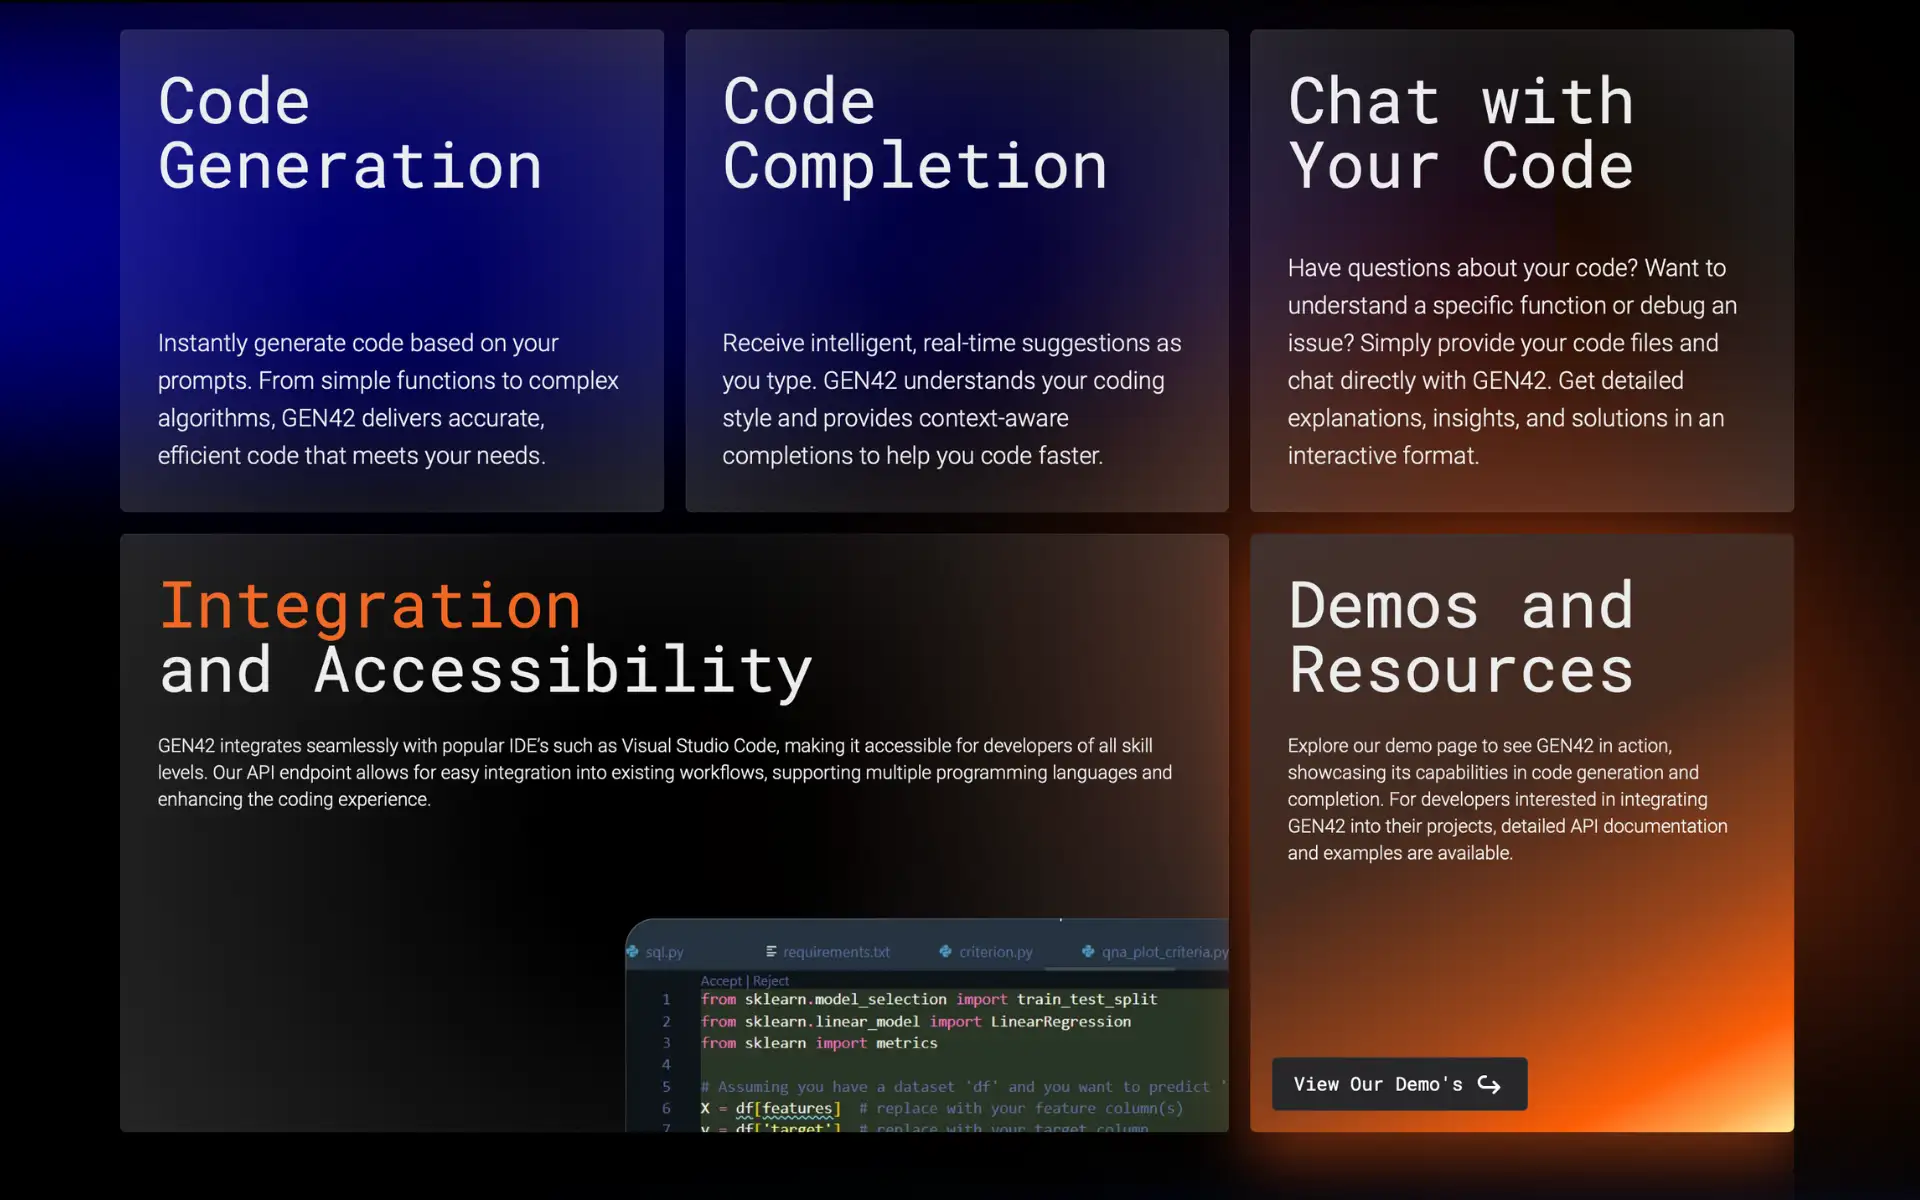 Code
Generation
Instantly generate code based on your
prompts. From simple functions to complex
algorithms, GEN42 delivers accurate,
efficient code that meets your needs.
Code
Completion
Receive intelligent, real-time suggestions as
you type. GEN42 understands your coding
style and provides context-aware
completions to help you code faster.
Chat with
Your Code
Have questions about your code? Want to
understand a specific function or debug an
issue? Simply provide your code files and
chat directly with GEN42. Get detailed
explanations, insights, and solutions in an
interactive format.
Integration
and Accessibility
GEN42 integrates seamlessly with popular IDE's such as Visual Studio Code, making it accessible for developers of all skill
levels. Our API endpoint allows for easy integration into existing workflows, supporting multiple programming languages and
enhancing the coding experience.
sql.py requirements.txt criterion.py qna_plot_criteria.py
Accept | Reject
1 from sklearn.model_selection import train_test_split
2 from sklearn.linear_model import LinearRegression
3 from sklearn import metrics
4
5 # Assuming you have a dataset 'df' and you want to predict '
6 X = df[features] # replace with your feature column(s)
7 y = df['target'] # replace with your target column
Demos and
Resources
Explore our demo page to see GEN42 in action,
showcasing its capabilities in code generation and
completion. For developers interested in integrating
GEN42 into their projects, detailed API documentation
and examples are available.
View Our Demo's